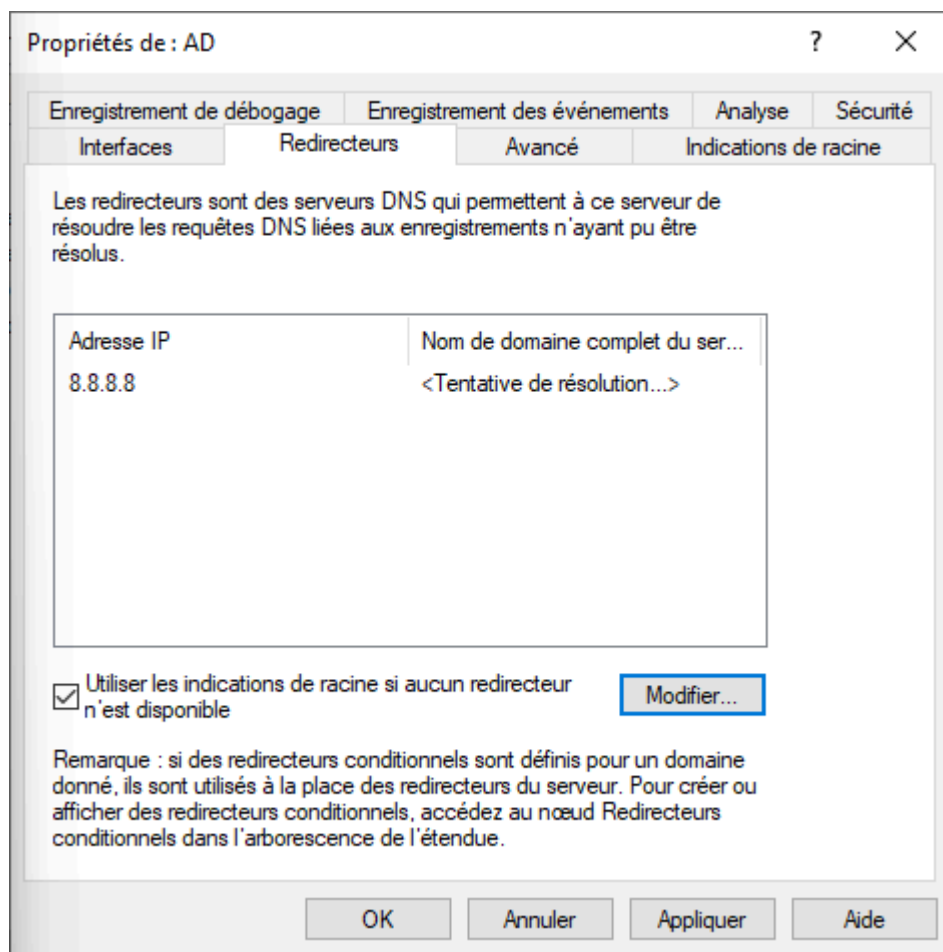 Propriétés de : AD
?
Enregistrement de débogage
Enregistrement des événements
Analyse
Sécurité
Interfaces
Redirecteurs
Avancé
Indications de racine
Les redirecteurs sont des serveurs DNS qui permettent à ce serveur de
résoudre les requêtes DNS liées aux enregistrements n'ayant pu être
résolus.
Adresse IP
Nom de domaine complet du ser...
8.8.8.8
<Tentative de résolution...>
Utiliser les indications de racine si aucun redirecteur
n'est disponible
Modifier...
Remarque : si des redirecteurs conditionnels sont définis pour un domaine
donné, ils sont utilisés à la place des redirecteurs du serveur. Pour créer ou
afficher des redirecteurs conditionnels, accédez au nœud Redirecteurs
conditionnels dans l'arborescence de l'étendue.
OK
Annuler
Appliquer
Aide